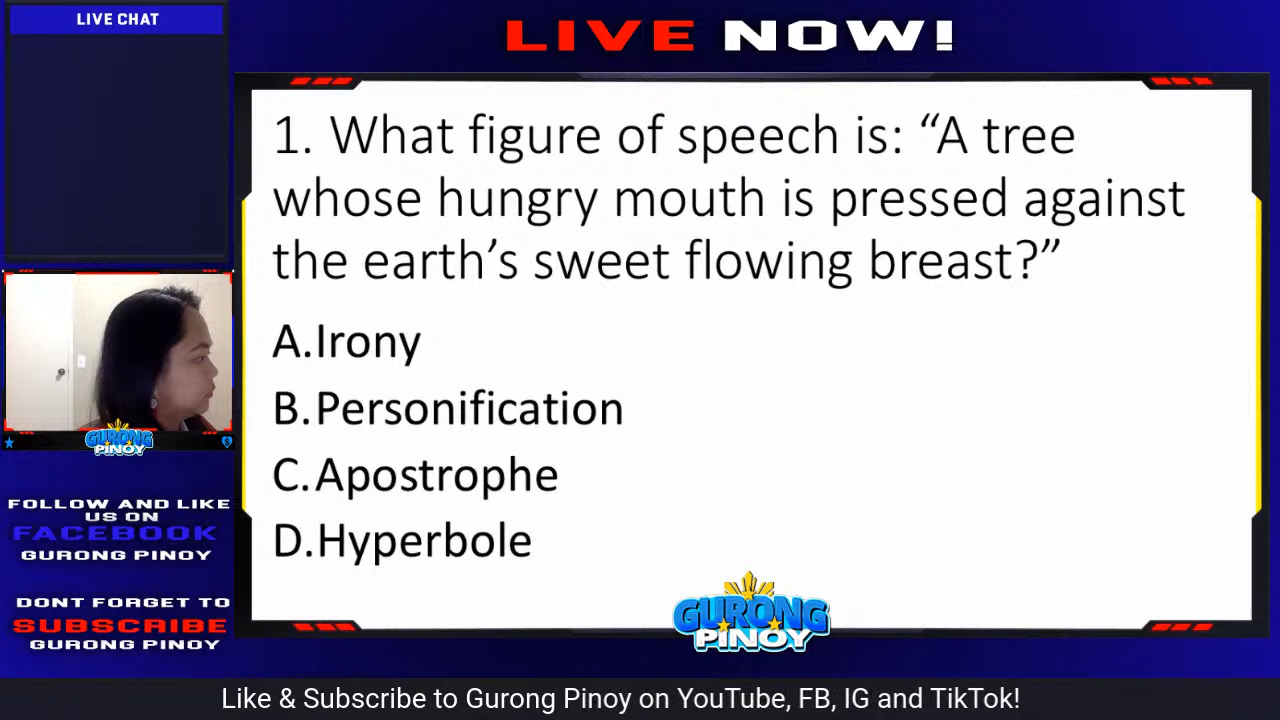 LIVE CHAT
LIVE NOW!
1. What figure of speech is: “A tree
whose hungry mouth is pressed against
the earth’s sweet flowing breast?”
A.Irony
B.Personification
C.Apostrophe
D.Hyperbole
GURONG
PINOY
FOLLOW AND LIKE
US ON
FACEBOOK
GURONG PINOY
DONT FORGET TO
SUBSCRIBE
GURONG PINOY
GURONG
PINOY
Like & Subscribe to Gurong Pinoy on YouTube, FB, IG and TikTok!